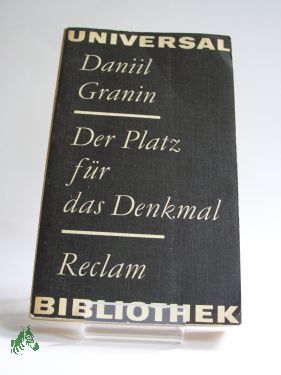 UNIVERSAL
Daniil
Granin
Der Platz
für
das Denkmal
Reclam
BIBLIOTHEK